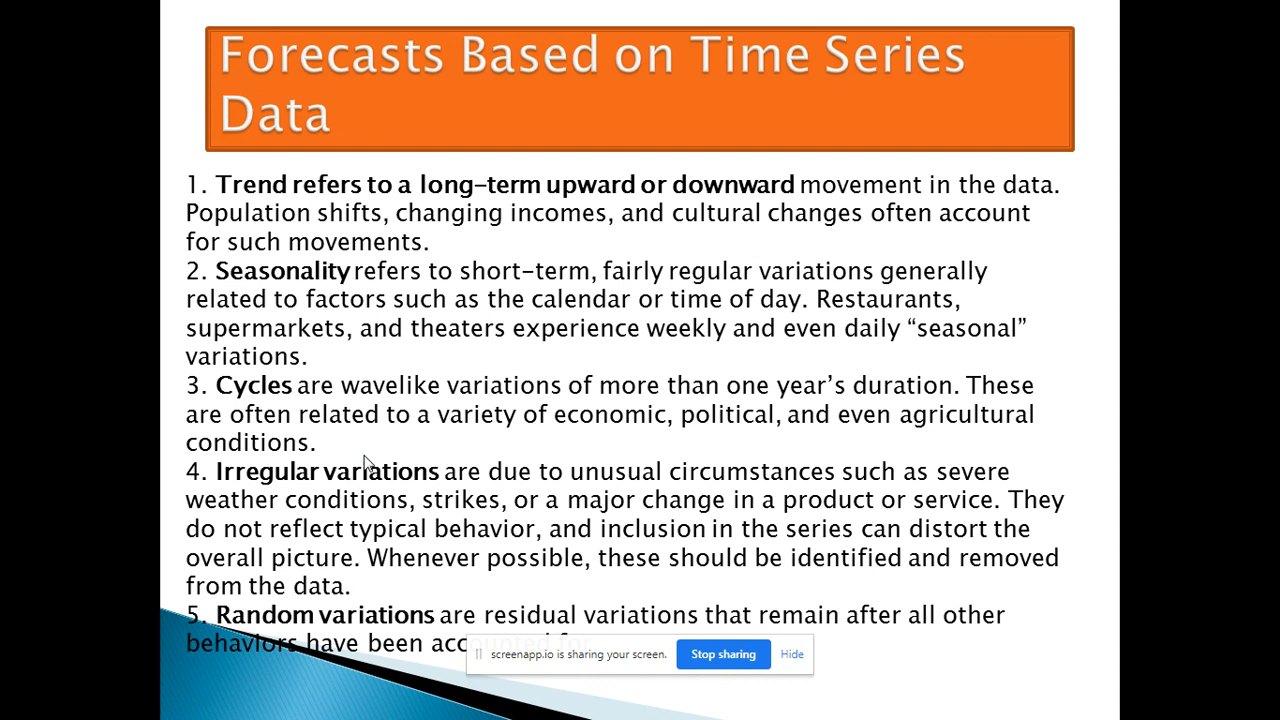 Forecasts Based on Time Series
Data
1. Trend refers to a long-term upward or downward movement in the data.
Population shifts, changing incomes, and cultural changes often account
for such movements.
2. Seasonality refers to short-term, fairly regular variations generally
related to factors such as the calendar or time of day. Restaurants,
supermarkets, and theaters experience weekly and even daily “seasonal”
variations.
3. Cycles are wavelike variations of more than one year’s duration. These
are often related to a variety of economic, political, and even agricultural
conditions.
4. Irregular variations are due to unusual circumstances such as severe
weather conditions, strikes, or a major change in a product or service. They
do not reflect typical behavior, and inclusion in the series can distort the
overall picture. Whenever possible, these should be identified and removed
from the data.
5. Random variations are residual variations that remain after all other
behaviors have been accounted for
screenapp.io is sharing your screen.
Stop sharing
Hide